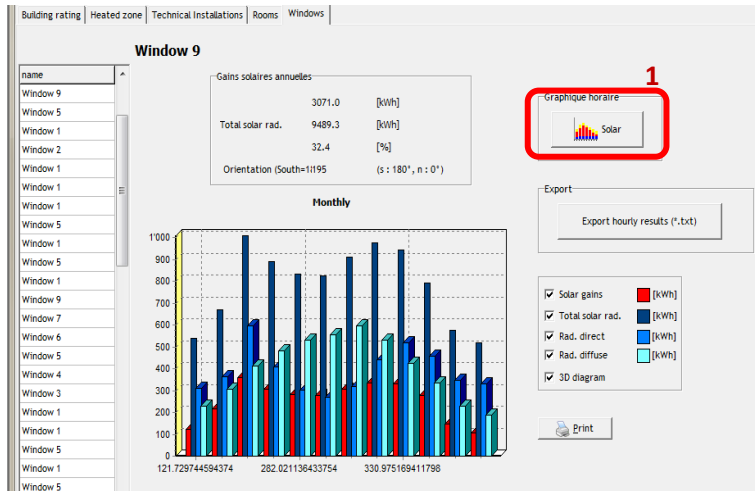 Building rating Heated zone Technical Installations Rooms Windows
Window 9
name
Window 9
Window 5
Window 1
Window 2
Window 1
Window 1
Window 1
Window 5
Window 1
Window 5
Window 1
Window 9
Window 7
Window 6
Window 5
Window 4
Window 3
Window 1
Window 1
Window 5
Window 1
Window 5
Gains solaires annuelles
3071.0 [kWh]
Total solar rad. 9489.3 [kWh]
32.4 [%]
Orientation (South=1195 (s : 180°, n : 0°)
Monthly
1'000
900
800
700
600
500
400
300
200
100
0
121.729744594374 282.021136433754 330.975169411798
1
Graphique horaire
Solar
Export
Export hourly results (*.txt)
Solar gains [kWh]
Total solar rad. [kWh]
Rad. direct [kWh]
Rad. diffuse [kWh]
3D diagram
Print